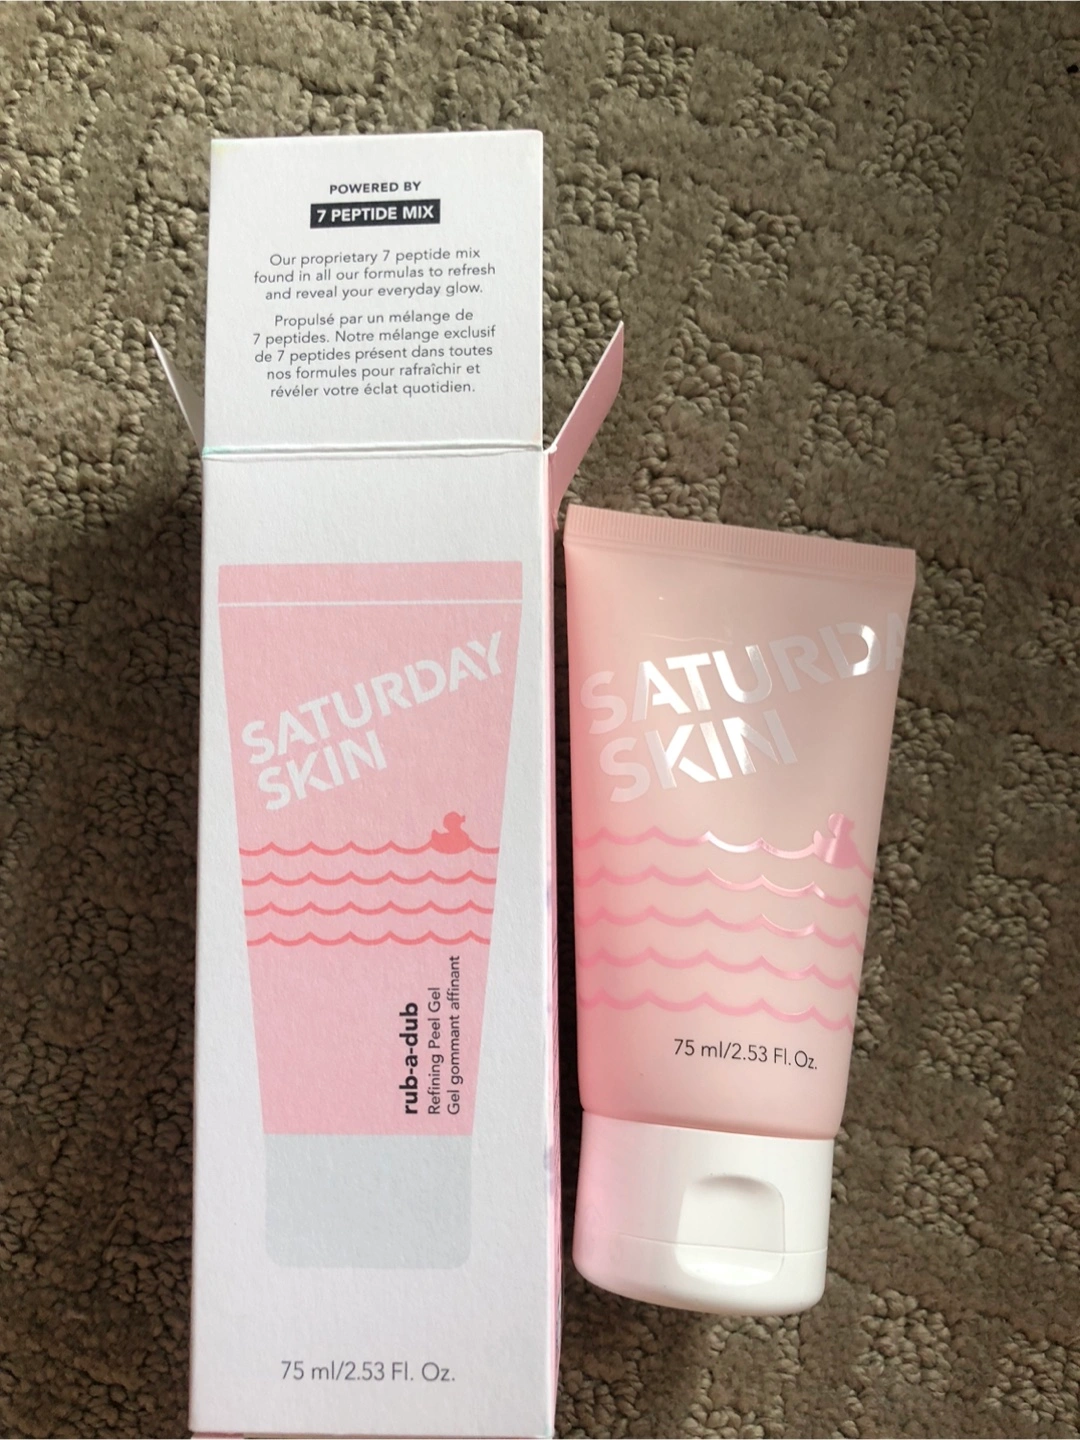 POWERED BY
7 PEPTIDE MIX
Our proprietary 7 peptide mix
found in all our formulas to refresh
and reveal your everyday glow.
Propulsé par un mélange de
7 peptides. Notre mélange exclusif
de 7 peptides présent dans toutes
nos formules pour rafraîchir et
révéler votre éclat quotidien.
SATURDAY
SKIN
rub-a-dub
Refining Peel Gel
Gel gommant affinant
75 ml/2.53 Fl. Oz.
SATURDA
SKIN
75 ml/2.53 Fl. Oz.